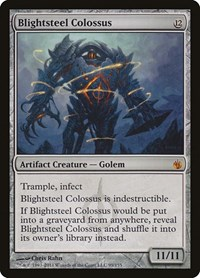 Blightsteel Colossus 12
Artifact Creature — Golem
Trample, infect
Blightsteel Colossus is indestructible.
If Blightsteel Colossus would be put
into a graveyard from anywhere, reveal
Blightsteel Colossus and shuffle it into
its owner's library instead.
Chris Rahn
11/11